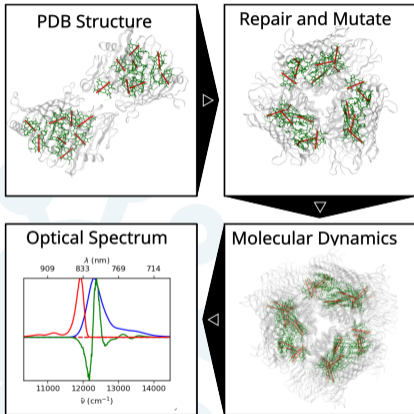 PDB Structure
Repair and Mutate
Optical Spectrum
λ (nm)
909 833 769 714
11000 12000 13000 14000
ν̃ (cm⁻¹)
Molecular Dynamics